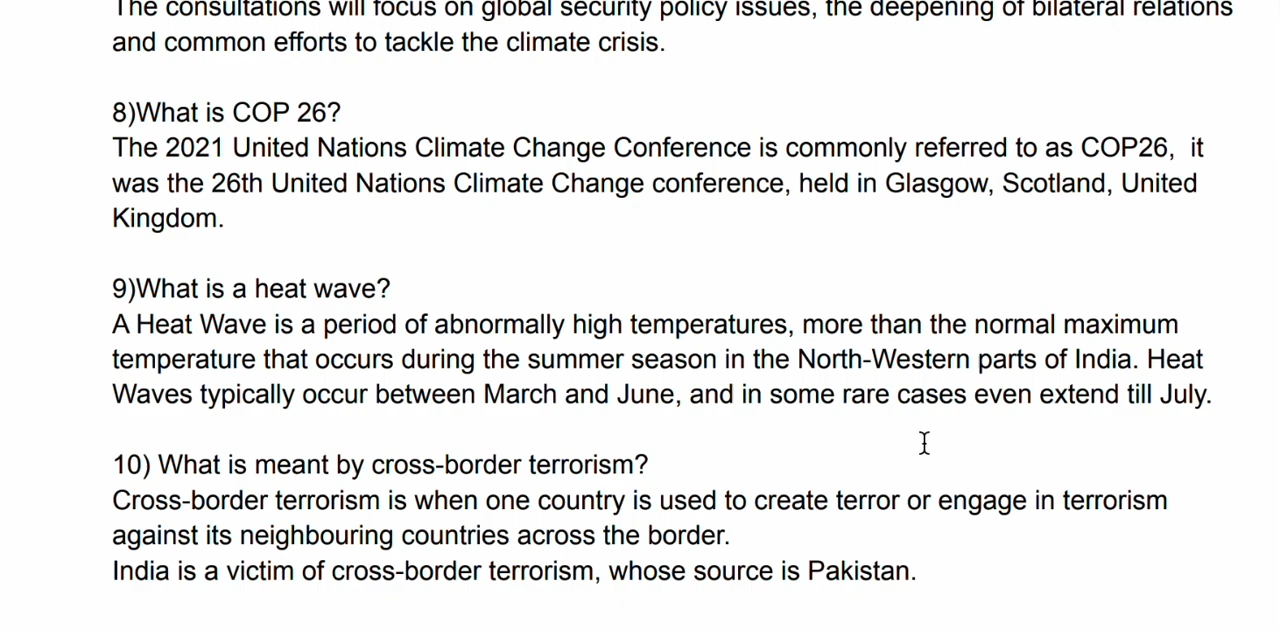 The consultations will focus on global security policy issues, the deepening of bilateral relations
and common efforts to tackle the climate crisis.
8)What is COP 26?
The 2021 United Nations Climate Change Conference is commonly referred to as COP26,  it
was the 26th United Nations Climate Change conference, held in Glasgow, Scotland, United
Kingdom.
9)What is a heat wave?
A Heat Wave is a period of abnormally high temperatures, more than the normal maximum
temperature that occurs during the summer season in the North-Western parts of India. Heat
Waves typically occur between March and June, and in some rare cases even extend till July.
10) What is meant by cross-border terrorism?
Cross-border terrorism is when one country is used to create terror or engage in terrorism
against its neighbouring countries across the border.
India is a victim of cross-border terrorism, whose source is Pakistan.